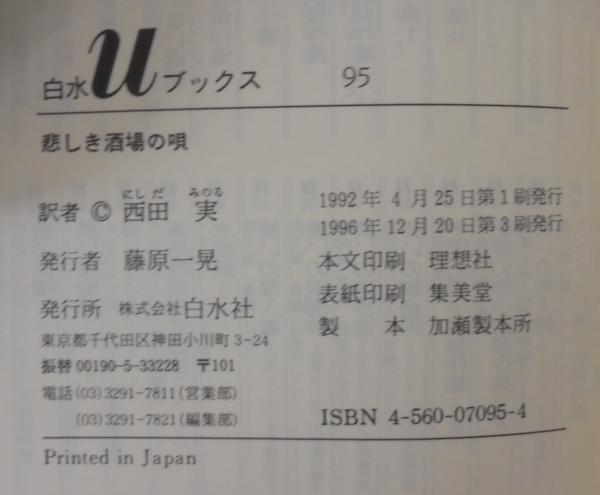 白水uブックス 95
悲しき酒場の唄
にしだ みのる
訳者 © 西田 実
発行者 藤原一晃
発行所 株式会社白水社
東京都千代田区神田小川町3-24
振替 00190-5-33228 〒101
電話(03)3291-7811(営業部)
(03)3291-7821(編集部)
1992年 4月25日第1刷発行
1996年12月20日第3刷発行
本文印刷 理想社
表紙印刷 集美堂
製本 加瀬製本所
ISBN 4-560-07095-4
Printed in Japan